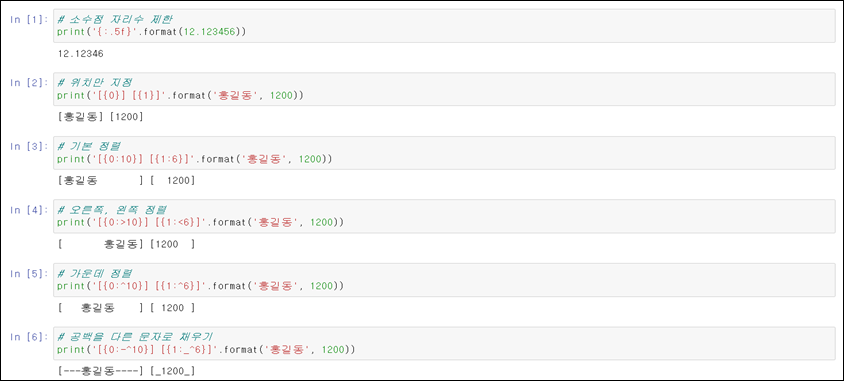 In [1]: # 소수점 자리수 제한
print('{:.5f}'.format(12.123456))
12.12346
In [2]: # 위치만 지정
print('[{0}] [{1}]'.format('홍길동', 1200))
[홍길동] [1200]
In [3]: # 기본 정렬
print('[{0:10}] [{1:6}]'.format('홍길동', 1200))
[홍길동       ] [  1200]
In [4]: # 오른쪽, 왼쪽 정렬
print('[{0:>10}] [{1:<6}]'.format('홍길동', 1200))
[       홍길동] [1200  ]
In [5]: # 가운데 정렬
print('[{0:^10}] [{1:^6}]'.format('홍길동', 1200))
[   홍길동    ] [ 1200 ]
In [6]: # 공백을 다른 문자로 채우기
print('[{0:-^10}] [{1:_^6}]'.format('홍길동', 1200))
[---홍길동----] [_1200_]